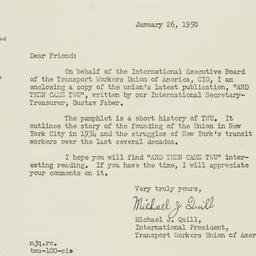 January 26, 1950
Dear Friend:
On behalf of the International Executive Board
of the Transport Workers Union of America, CIO, I am
enclosing a copy of the union's latest publication, "AND
THEN CAME TWU", written by our International Secretary-
Treasurer, Gustav Faber.
The pamphlet is a short history of TWU. It
outlines the story of the founding of the Union in New
York City in 1934 and the struggles of New York's transit
workers over the last several decades.
I hope you will find "AND THEN CAME TWU" inter-
esting reading. If you have the time, I will appreciate
your comments on it.
Very truly yours,
Michael J Quill
Michael J. Quill,
International President,
Transport Workers Union of Amer
mjq.rc.
twu-100-cio